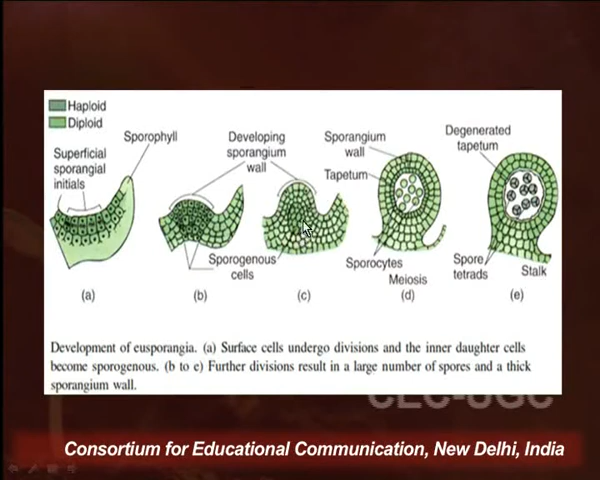 Haploid
Diploid
Sporophyll
Superficial
sporangial
initials
Developing
sporangium
wall
Sporangium
wall
Tapetum
Degenerated
tapetum
Sporogenous
cells
Sporocytes
Meiosis
Spore
tetrads
Stalk
(a)
(b)
(c)
(d)
(e)
Development of eusporangia. (a) Surface cells undergo divisions and the inner daughter cells
become sporogenous. (b to e) Further divisions result in a large number of spores and a thick
sporangium wall.
CEC-UGC
Consortium for Educational Communication, New Delhi, India